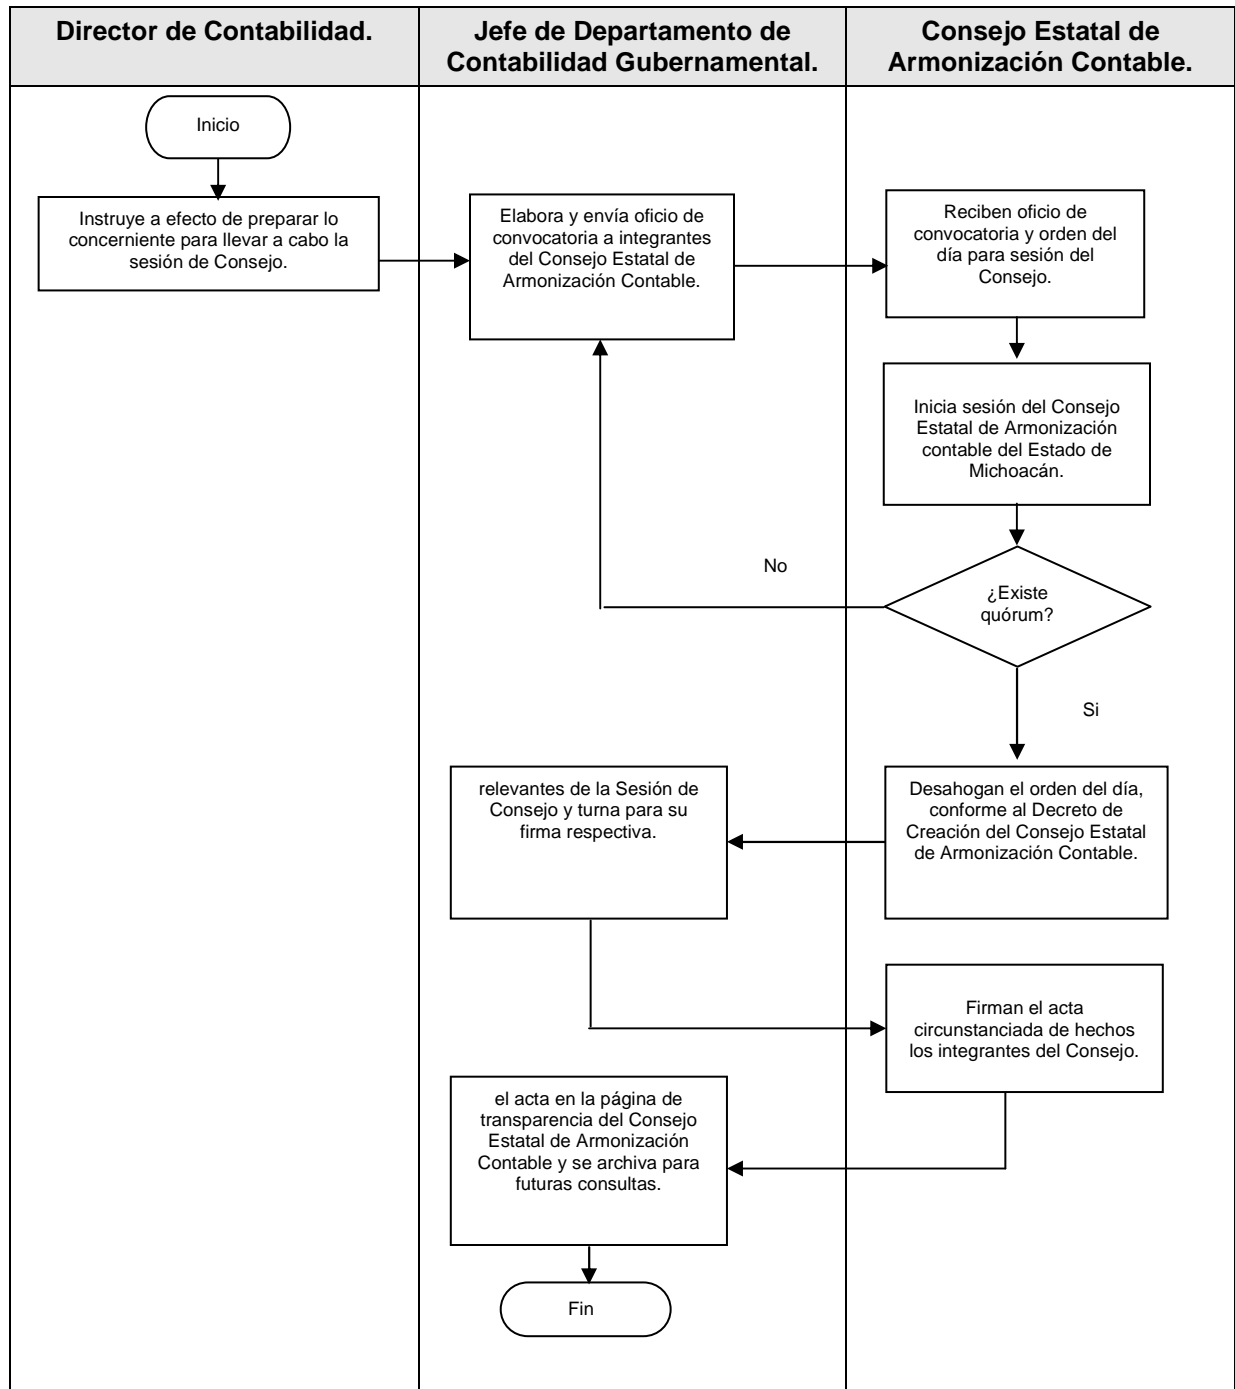 Director de Contabilidad.
Jefe de Departamento de
Contabilidad Gubernamental.
Consejo Estatal de
Armonización Contable.
Inicio
Instruye a efecto de preparar lo
concerniente para llevar a cabo la
sesión de Consejo.
Elabora y envía oficio de
convocatoria a integrantes
del Consejo Estatal de
Armonización Contable.
Reciben oficio de
convocatoria y orden del
día para sesión del
Consejo.
Inicia sesión del Consejo
Estatal de Armonización
contable del Estado de
Michoacán.
No
¿Existe
quórum?
Si
Desahogan el orden del día,
conforme al Decreto de
Creación del Consejo Estatal
de Armonización Contable.
relevantes de la Sesión de
Consejo y turna para su
firma respectiva.
Firman el acta
circunstanciada de hechos
los integrantes del Consejo.
el acta en la página de
transparencia del Consejo
Estatal de Armonización
Contable y se archiva para
futuras consultas.
Fin